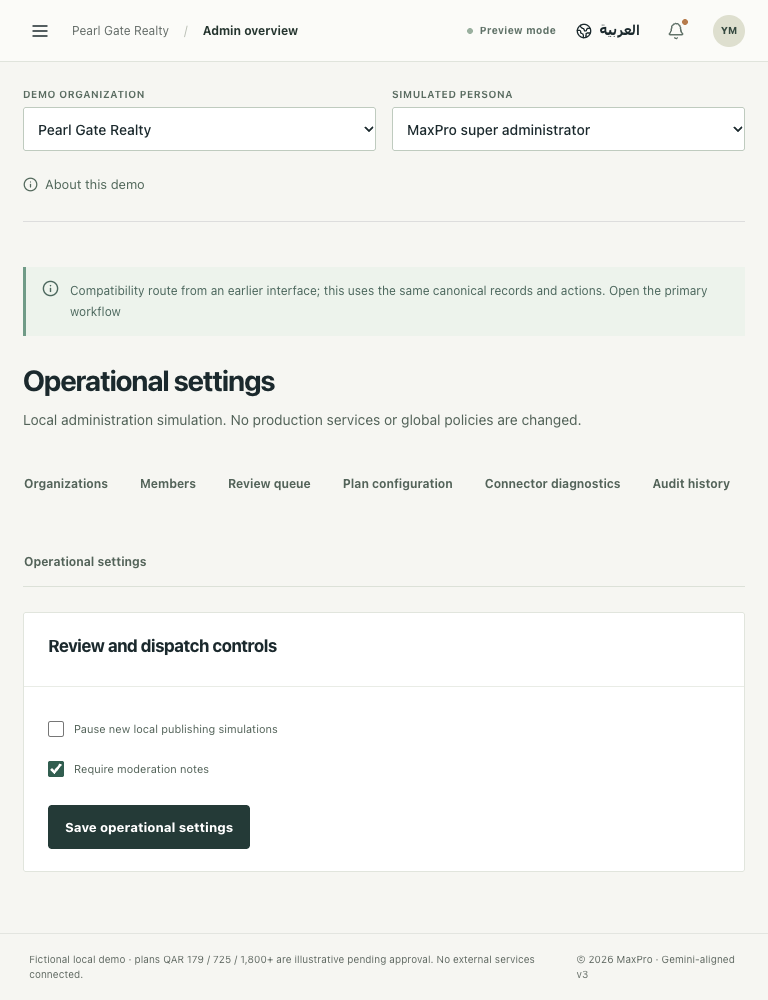 Pearl Gate Realty / Admin overview
Preview mode
العربية
YM
DEMO ORGANIZATION
Pearl Gate Realty
SIMULATED PERSONA
MaxPro super administrator
About this demo
Compatibility route from an earlier interface; this uses the same canonical records and actions. Open the primary
workflow
Operational settings
Local administration simulation. No production services or global policies are changed.
Organizations
Members
Review queue
Plan configuration
Connector diagnostics
Audit history
Operational settings
Review and dispatch controls
Pause new local publishing simulations
Require moderation notes
Save operational settings
Fictional local demo · plans QAR 179 / 725 / 1,800+ are illustrative pending approval. No external services
connected.
© 2026 MaxPro · Gemini-aligned
v3